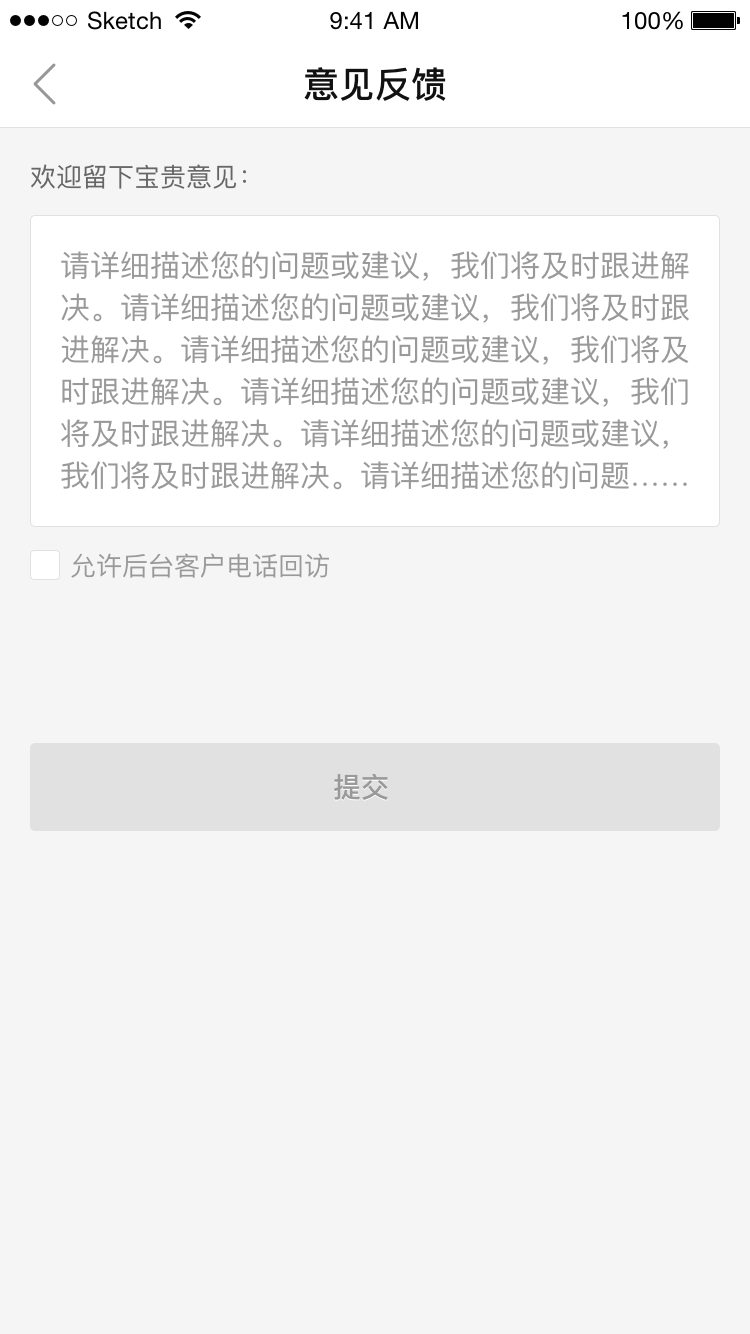 Sketch 9:41 AM 100%
意见反馈
欢迎留下宝贵意见：
请详细描述您的问题或建议，我们将及时跟进解
决。请详细描述您的问题或建议，我们将及时跟
进解决。请详细描述您的问题或建议，我们将及
时跟进解决。请详细描述您的问题或建议，我们
将及时跟进解决。请详细描述您的问题或建议，
我们将及时跟进解决。请详细描述您的问题……
允许后台客户电话回访
提交